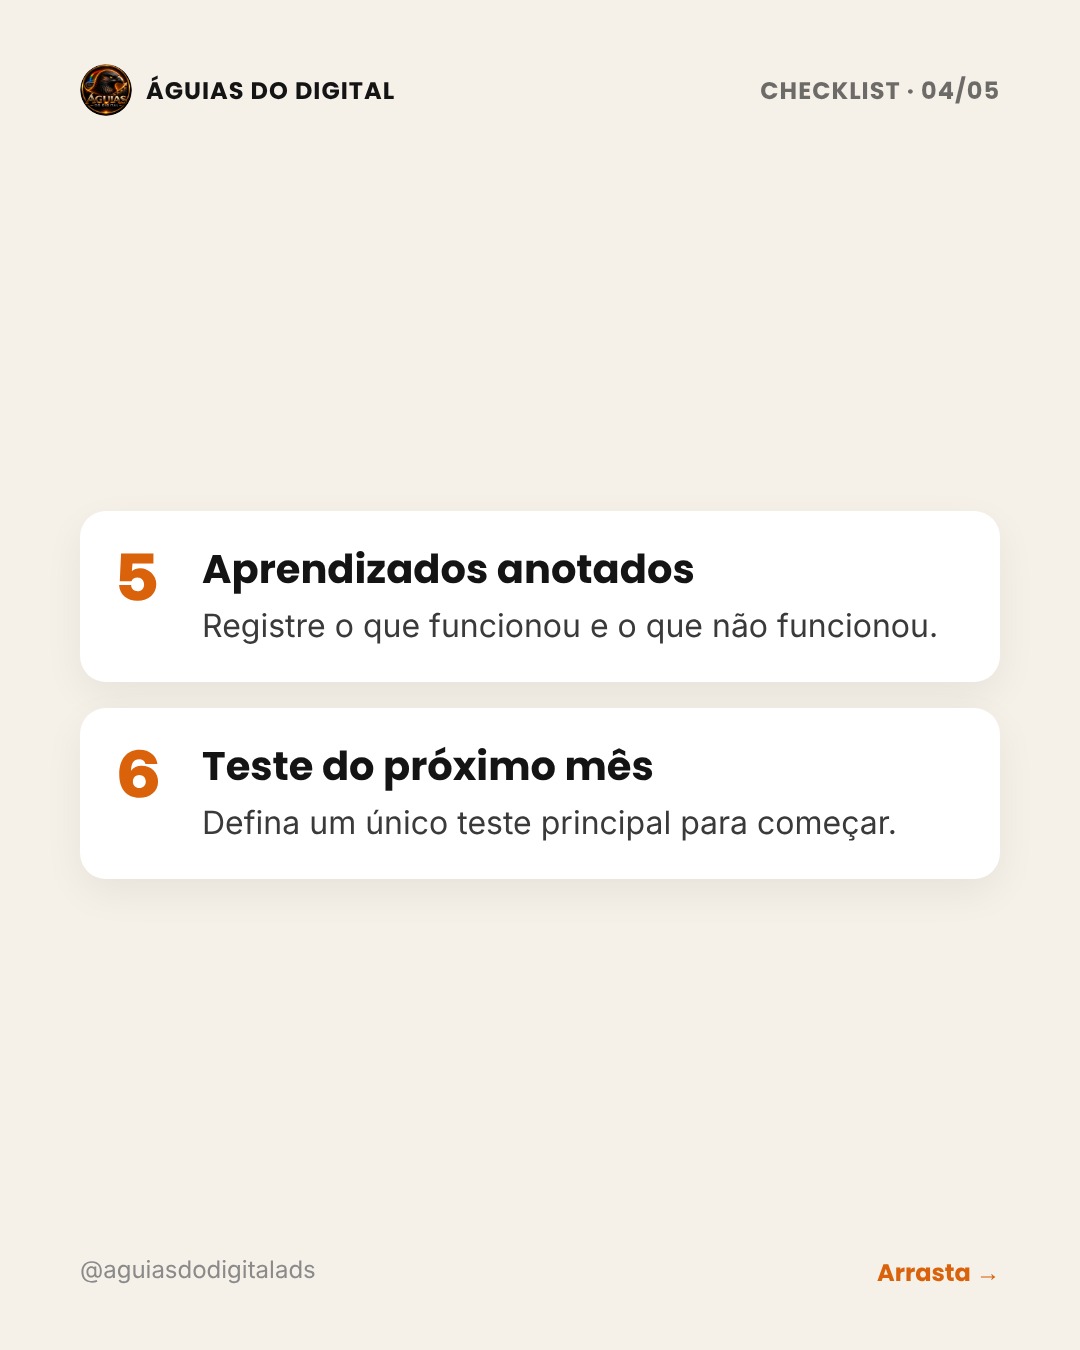 ÁGUIAS
ÁGUIAS DO DIGITAL
CHECKLIST · 04/05
5
Aprendizados anotados
Registre o que funcionou e o que não funcionou.
6
Teste do próximo mês
Defina um único teste principal para começar.
@aguiasdodigitalads
Arrasta →